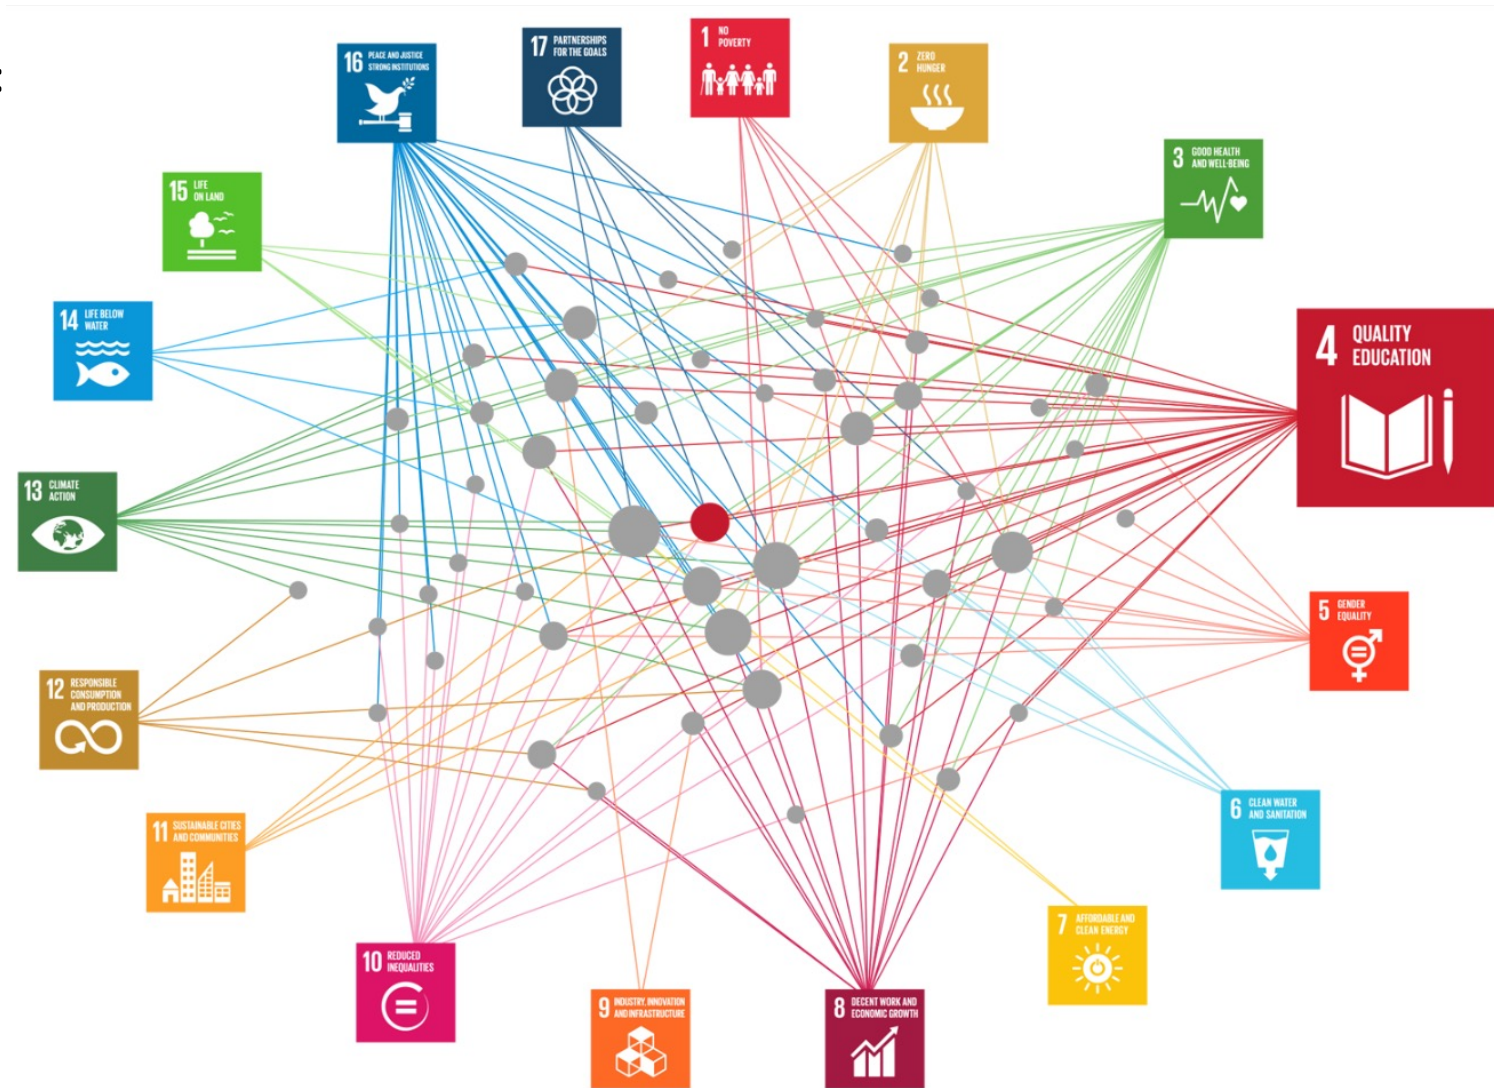 :
16 PEACE AND JUSTICE
STRONG INSTITUTIONS
17 PARTNERSHIPS
FOR THE GOALS
1 NO
POVERTY
2 ZERO
HUNGER
3 GOOD HEALTH
AND WELL-BEING
15 LIFE
ON LAND
14 LIFE BELOW
WATER
4 QUALITY
EDUCATION
13 CLIMATE
ACTION
5 GENDER
EQUALITY
12 RESPONSIBLE
CONSUMPTION
AND PRODUCTION
6 CLEAN WATER
AND SANITATION
11 SUSTAINABLE CITIES
AND COMMUNITIES
7 AFFORDABLE AND
CLEAN ENERGY
10 REDUCED
INEQUALITIES
9 INDUSTRY, INNOVATION
AND INFRASTRUCTURE
8 DECENT WORK AND
ECONOMIC GROWTH